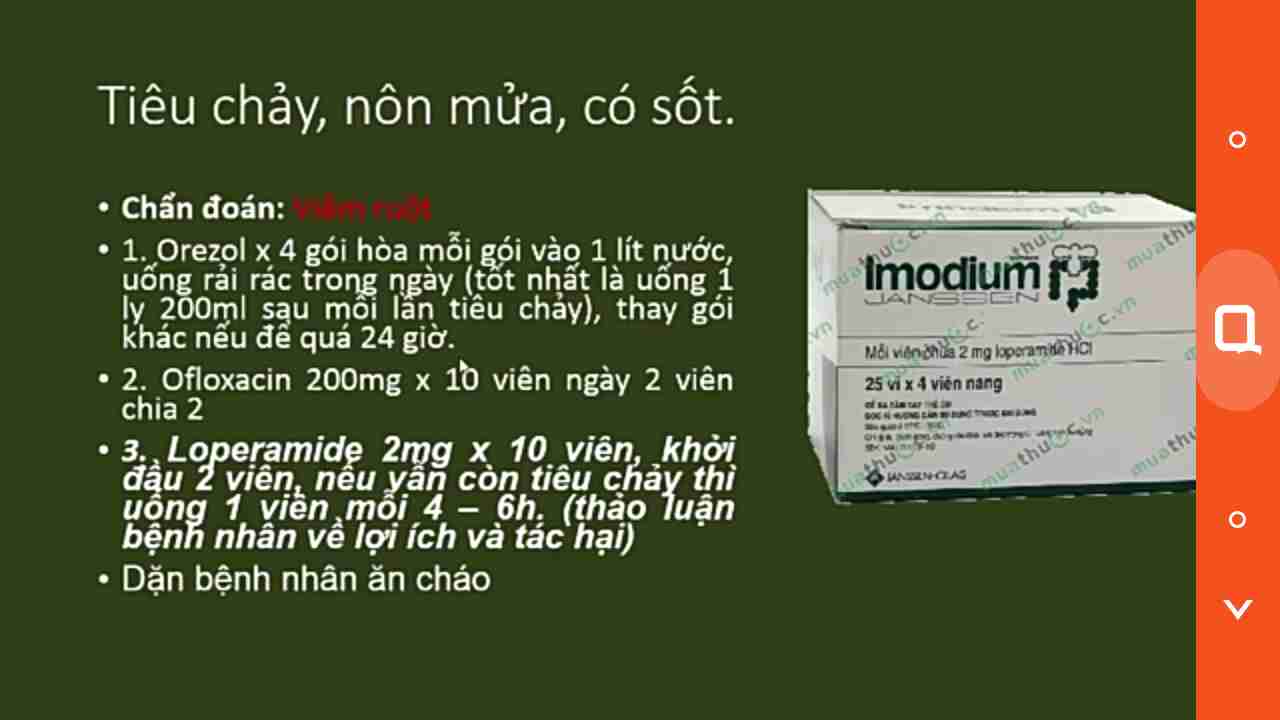 Tiêu chảy, nôn mửa, có sốt.
• Chẩn đoán: Viêm ruột
• 1. Orezol x 4 gói hòa mỗi gói vào 1 lít nước,
uống rải rác trong ngày (tốt nhất là uống 1
ly 200ml sau mỗi lần tiêu chảy), thay gói
khác nếu để quá 24 giờ.
• 2. Ofloxacin 200mg x 10 viên ngày 2 viên
chia 2
• 3. Loperamide 2mg x 10 viên, khởi
đầu 2 viên, nếu vẫn còn tiêu chảy thì
uống 1 viên mỗi 4 – 6h. (thảo luận
bệnh nhân về lợi ích và tác hại)
• Dặn bệnh nhân ăn cháo
Imodium
JANSSEN
Mỗi viên chứa 2 mg loperamide HCl
25 vỉ x 4 viên nang
JANSSEN-CILAG
muathuoc.vn